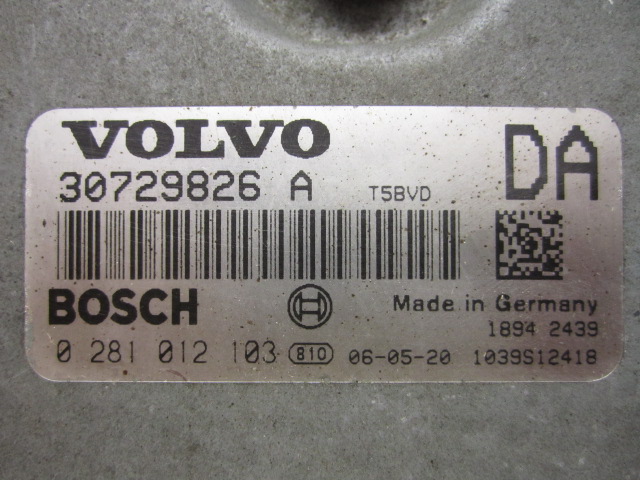 VOLVO
DA
30729826 A T5BVD
BOSCH
Made in Germany
1894 2439
0 281 012 103 810 06-05-20 1039S12418